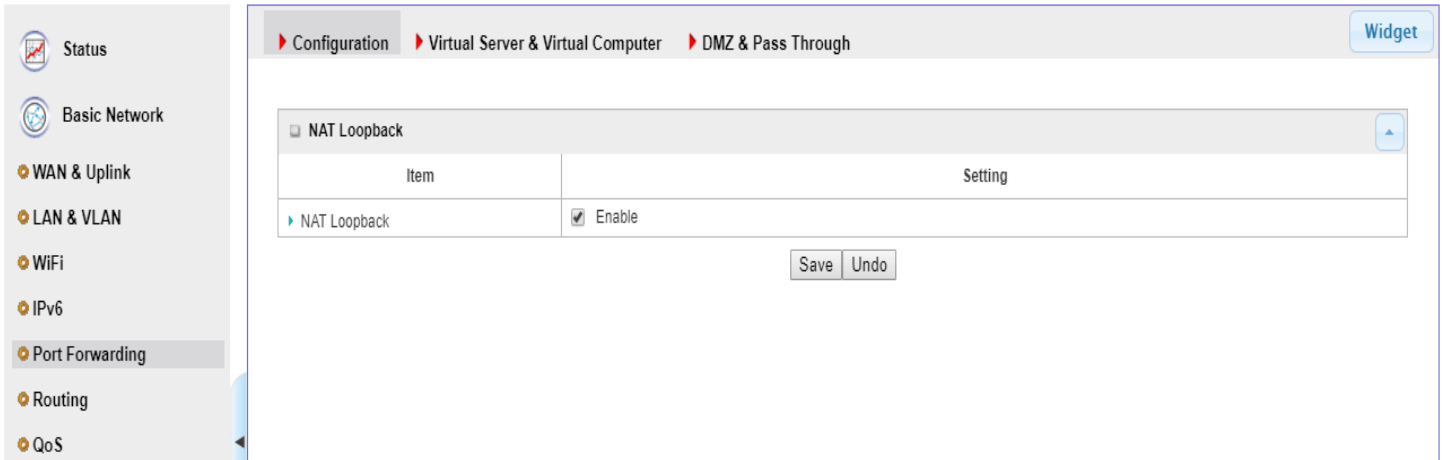 Status
Basic Network
WAN & Uplink
LAN & VLAN
WiFi
IPv6
Port Forwarding
Routing
QoS
Configuration
Virtual Server & Virtual Computer
DMZ & Pass Through
Widget
NAT Loopback
Item
Setting
NAT Loopback
Enable
Save
Undo